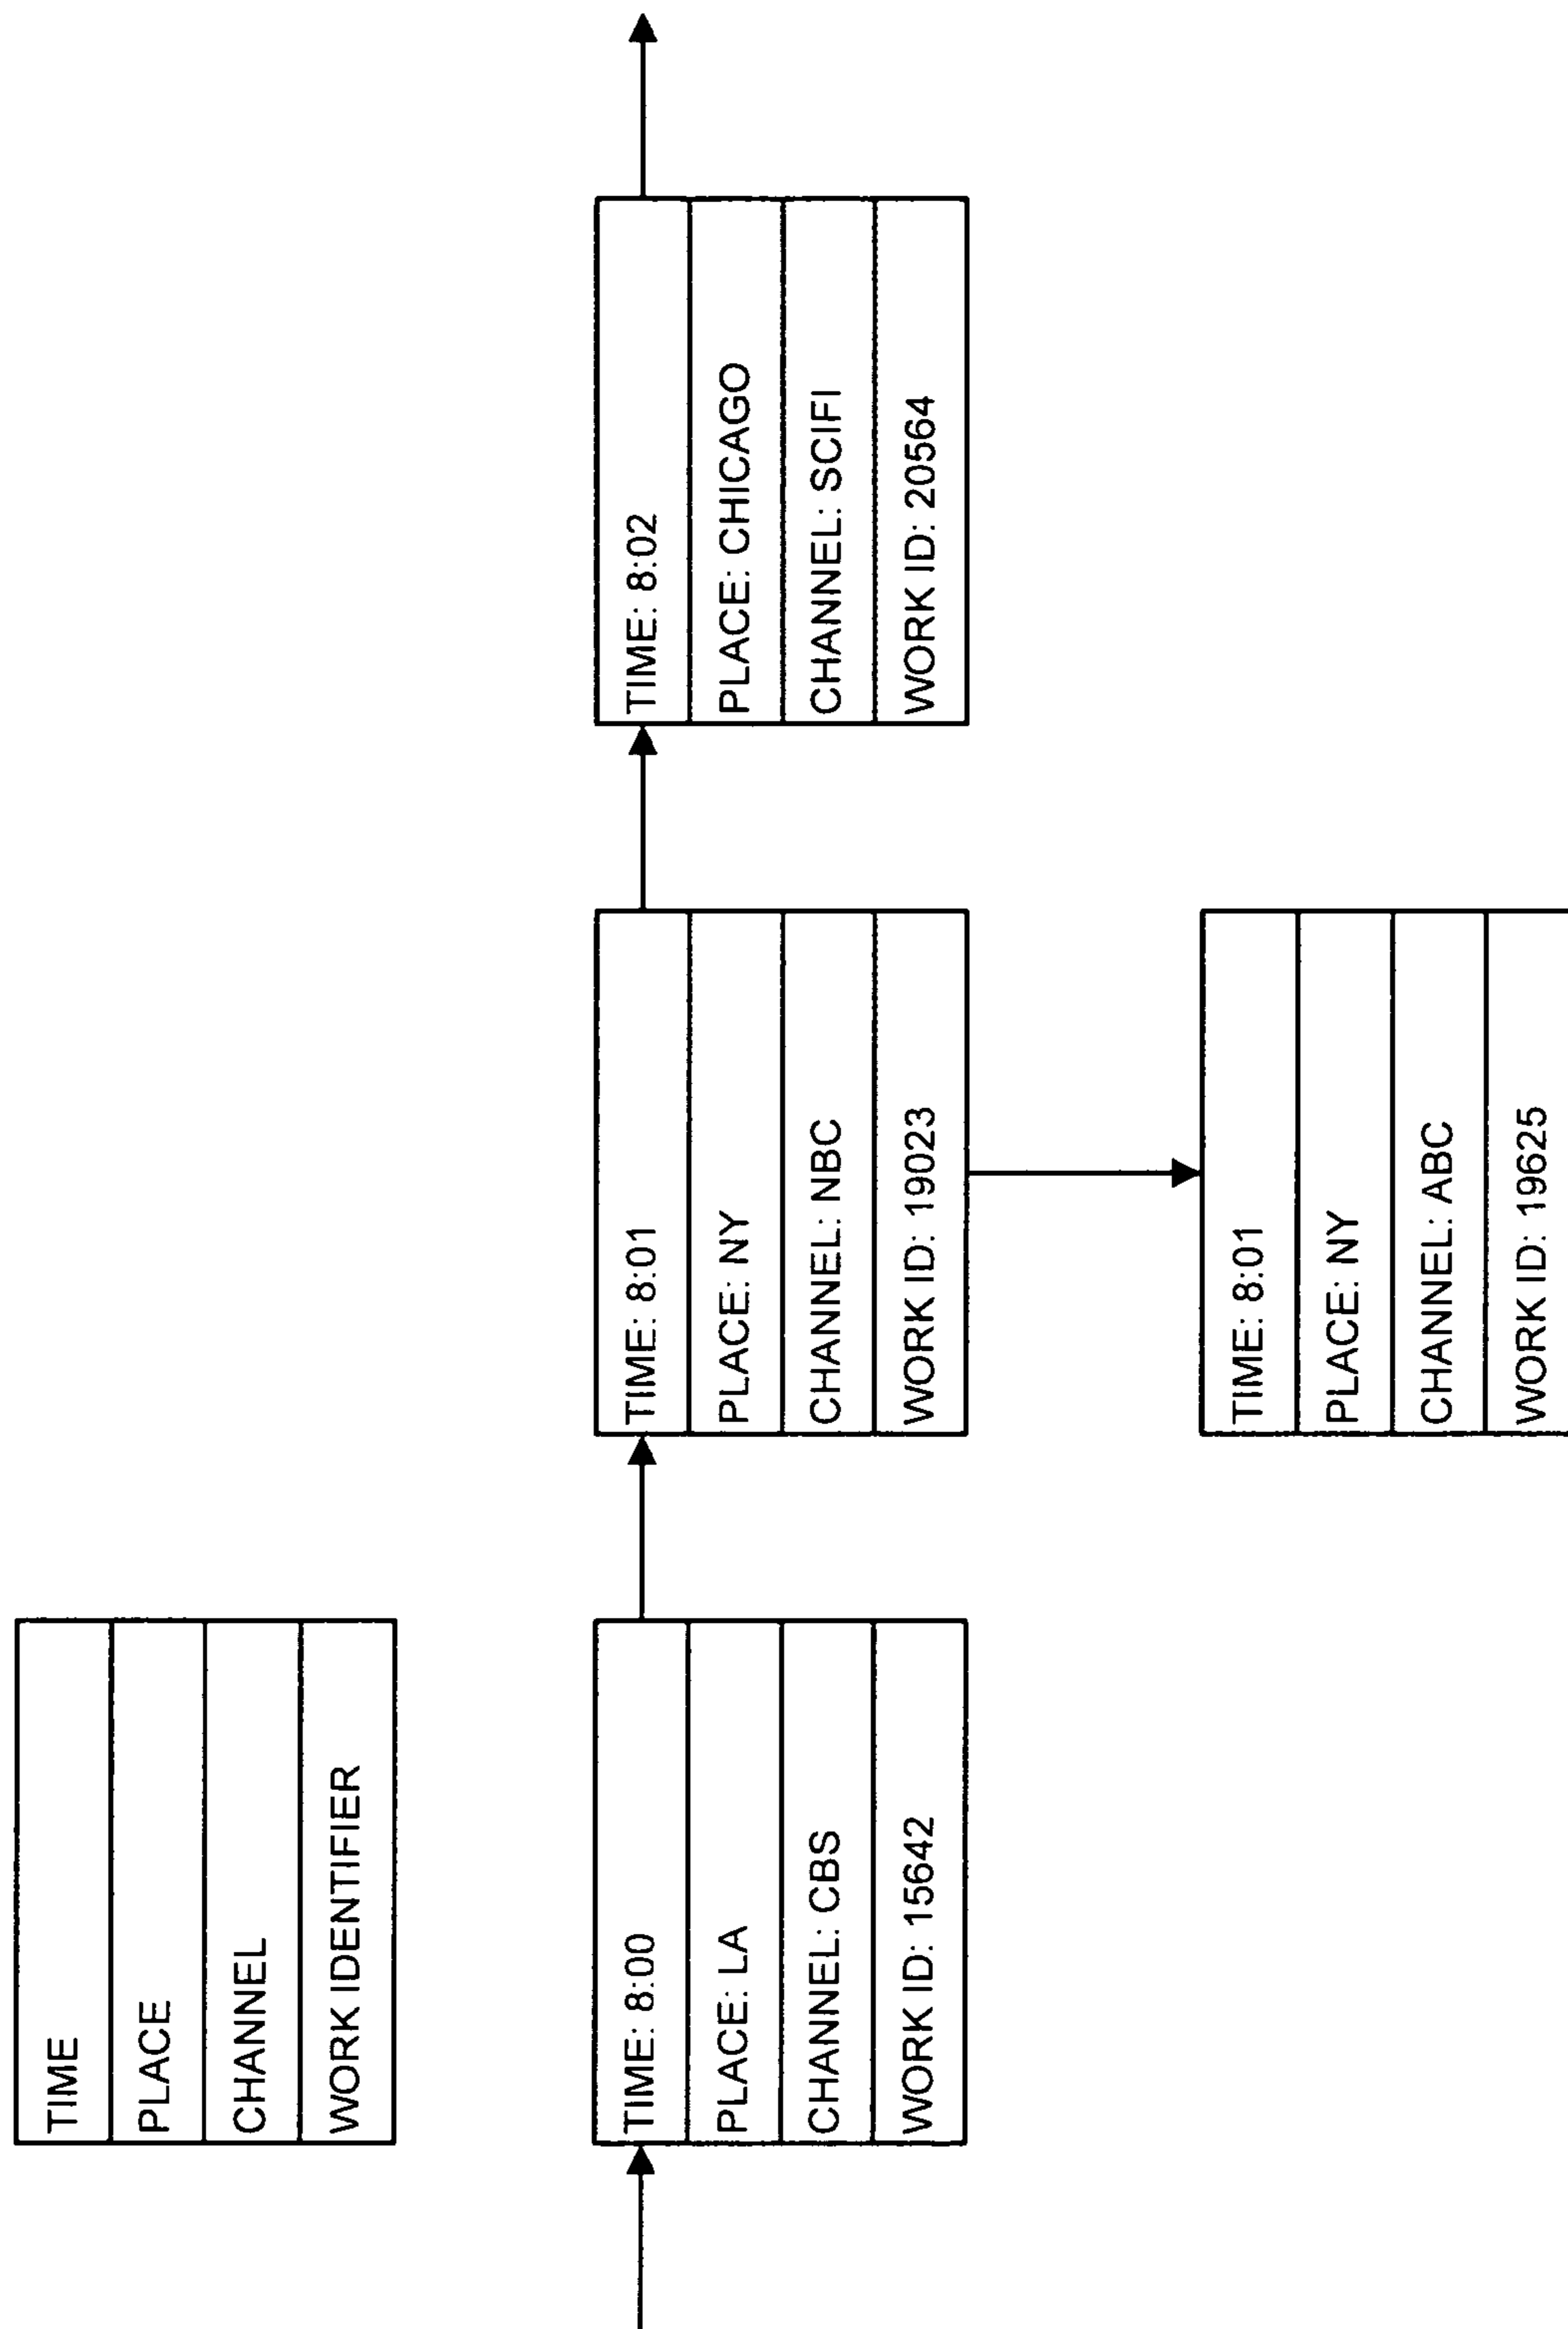 TIME
PLACE
CHANNEL
WORK IDENTIFIER
TIME: 8:00
PLACE: LA
CHANNEL: CBS
WORK ID: 15642
TIME: 8:01
PLACE: NY
CHANNEL: NBC
WORK ID: 19023
TIME: 8:02
PLACE: CHICAGO
CHANNEL: SCIFI
WORK ID: 20564
TIME: 8:01
PLACE: NY
CHANNEL: ABC
WORK ID: 19625